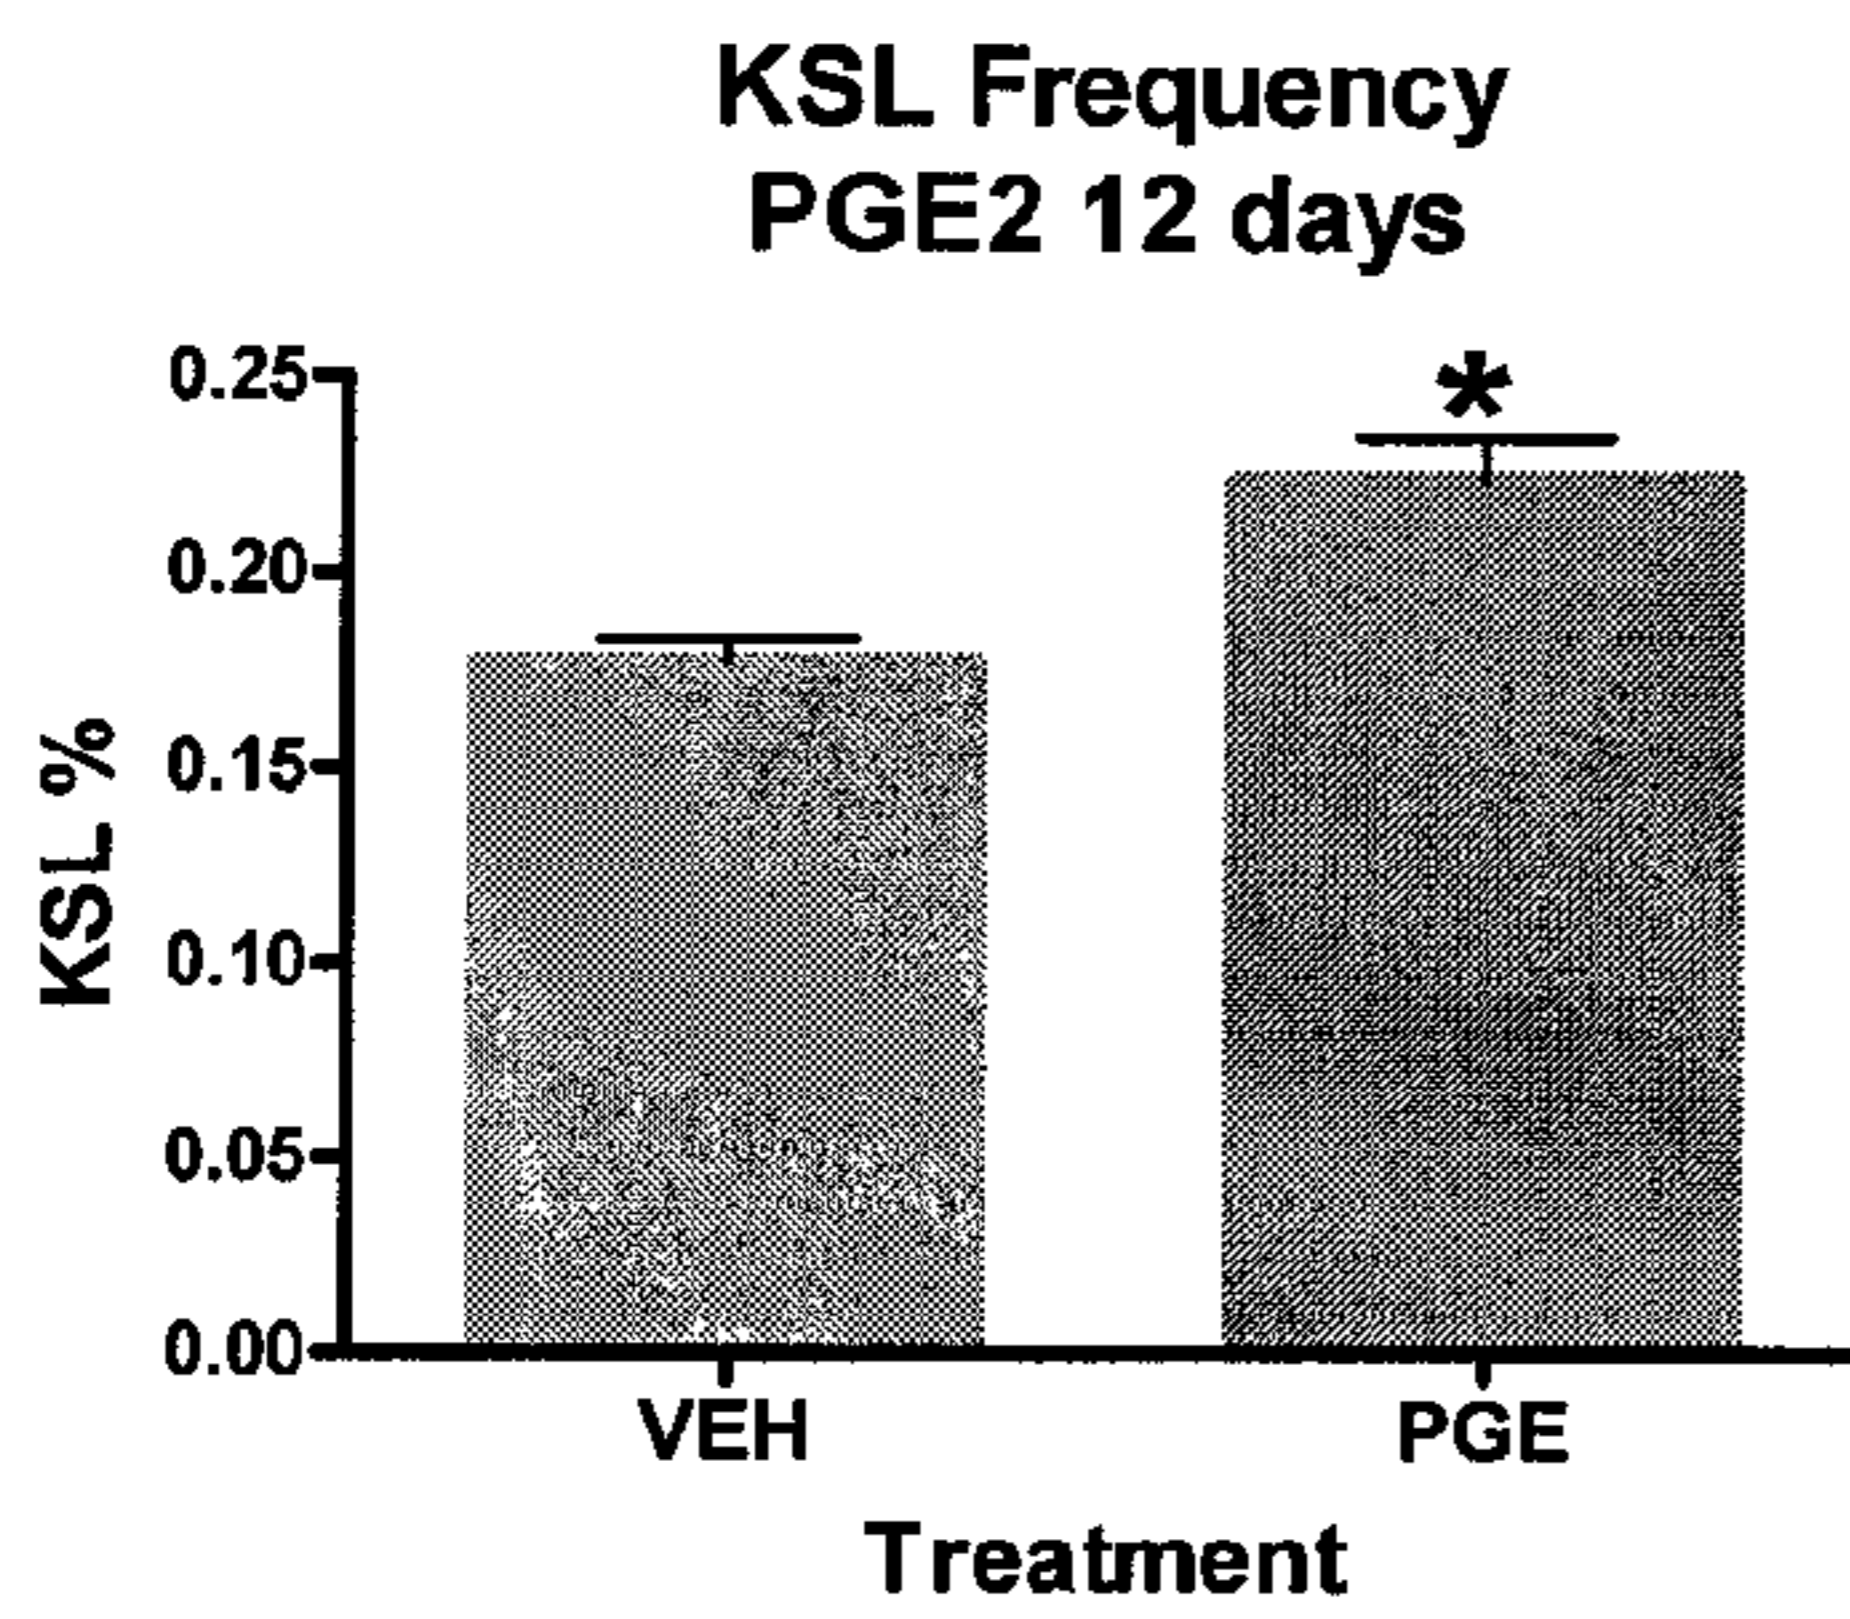 KSL Frequency
PGE2 12 days
*
0.25
0.20
0.15
0.10
0.05
0.00
KSL %
VEH PGE
Treatment